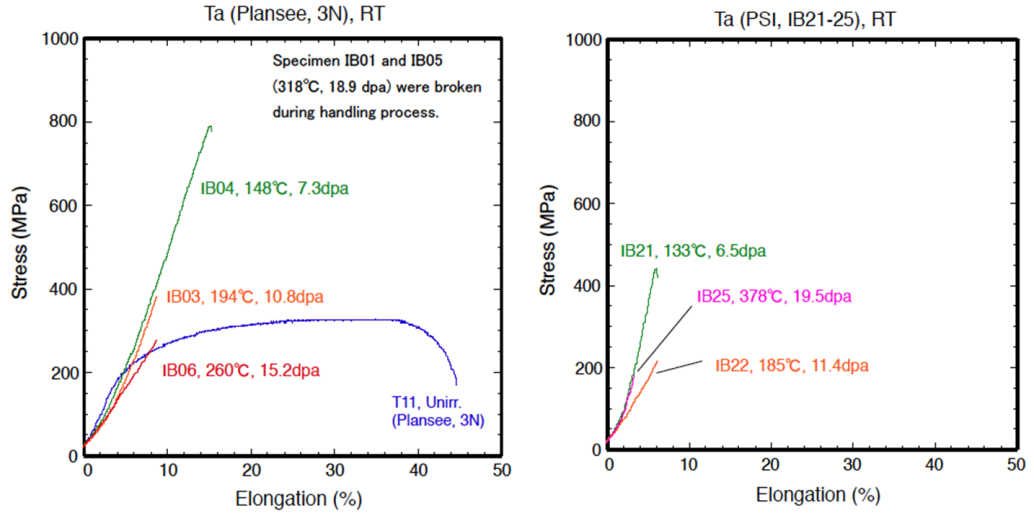 Ta (Plansee, 3N), RT
1000
800
600
400
200
0
Stress (MPa)
Specimen IB01 and IB05
(318℃, 18.9 dpa) were broken
during handling process.
IB04, 148℃, 7.3dpa
IB03, 194℃, 10.8dpa
IB06, 260℃, 15.2dpa
T11, Unirr.
(Plansee, 3N)
0 10 20 30 40 50
Elongation (%)
Ta (PSI, IB21-25), RT
1000
800
600
400
200
0
Stress (MPa)
IB21, 133℃, 6.5dpa
IB25, 378℃, 19.5dpa
IB22, 185℃, 11.4dpa
0 10 20 30 40 50
Elongation (%)